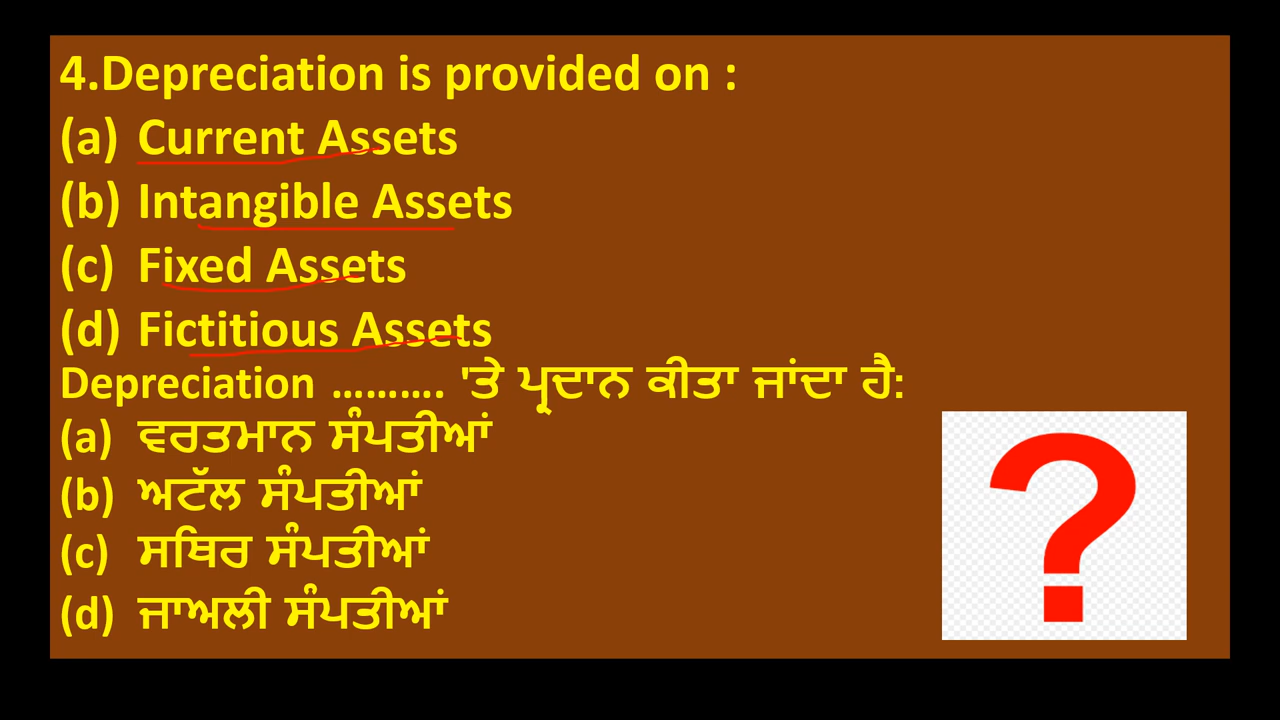 4.Depreciation is provided on :
(a) Current Assets
(b) Intangible Assets
(c) Fixed Assets
(d) Fictitious Assets
Depreciation .......... 'ਤੇ ਪ੍ਰਦਾਨ ਕੀਤਾ ਜਾਂਦਾ ਹੈ:
(a) ਵਰਤਮਾਨ ਸੰਪਤੀਆਂ
(b) ਅਟੱਲ ਸੰਪਤੀਆਂ
(c) ਸਥਿਰ ਸੰਪਤੀਆਂ
(d) ਜਾਅਲੀ ਸੰਪਤੀਆਂ
?